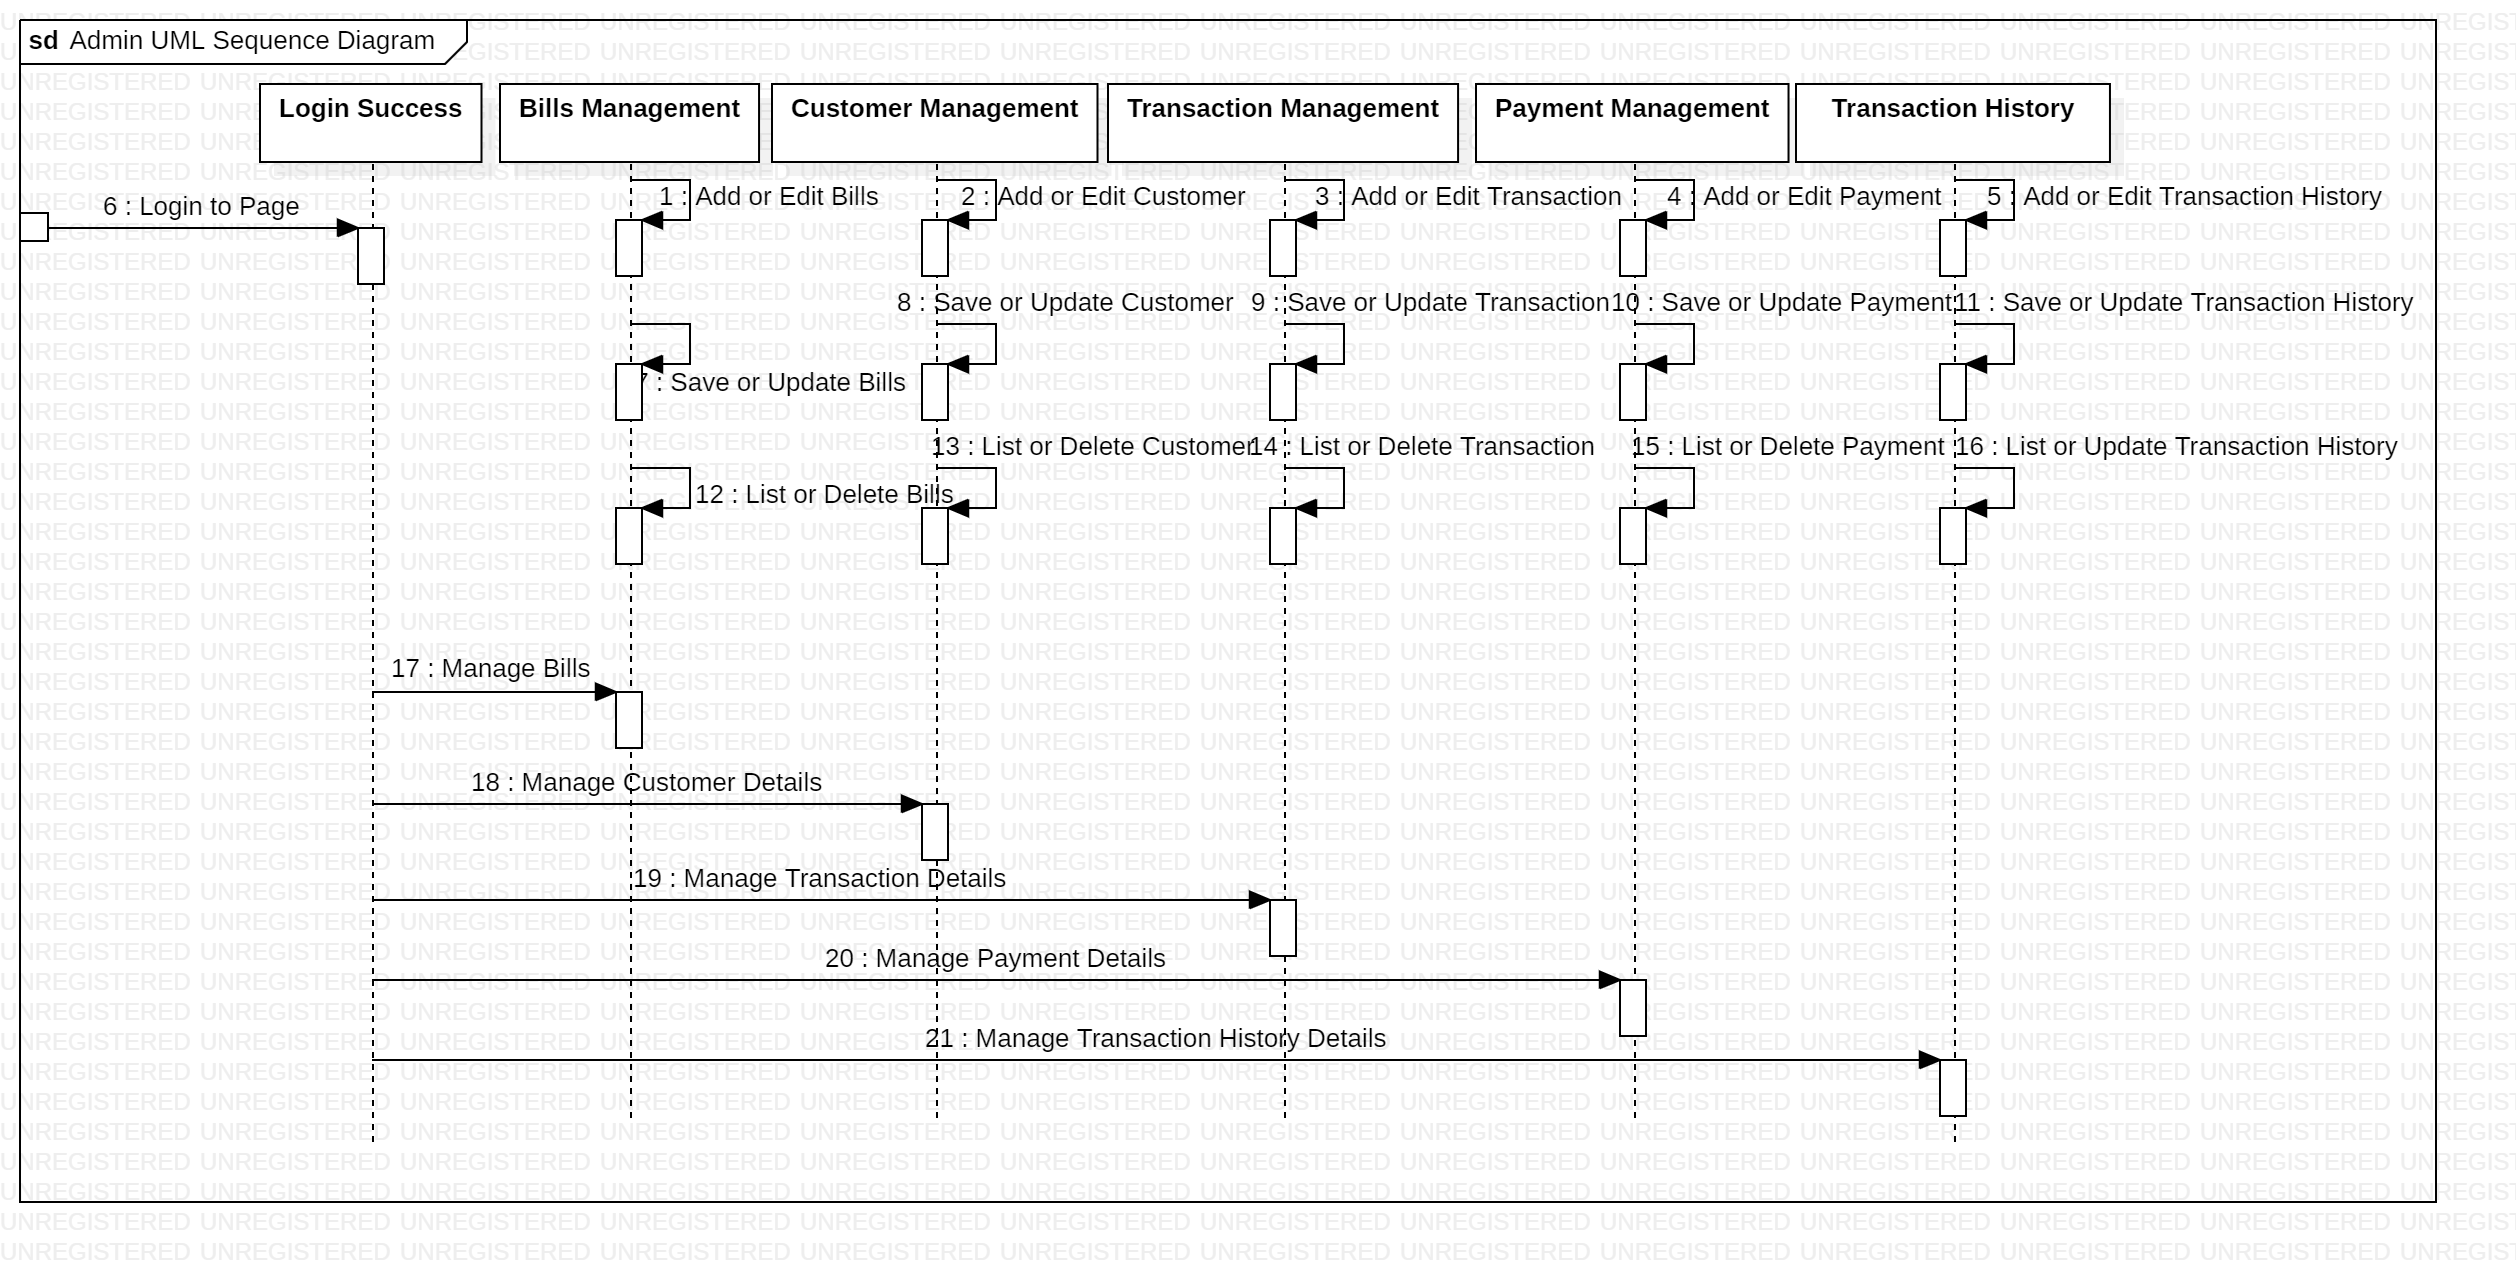 sd Admin UML Sequence Diagram
Login Success
Bills Management
Customer Management
Transaction Management
Payment Management
Transaction History
1 : Add or Edit Bills
2 : Add or Edit Customer
3 : Add or Edit Transaction
4 : Add or Edit Payment
5 : Add or Edit Transaction History
6 : Login to Page
8 : Save or Update Customer
9 : Save or Update Transaction
10 : Save or Update Payment
11 : Save or Update Transaction History
7 : Save or Update Bills
13 : List or Delete Customer
14 : List or Delete Transaction
15 : List or Delete Payment
16 : List or Update Transaction History
12 : List or Delete Bills
17 : Manage Bills
18 : Manage Customer Details
19 : Manage Transaction Details
20 : Manage Payment Details
21 : Manage Transaction History Details
UNREGISTERED